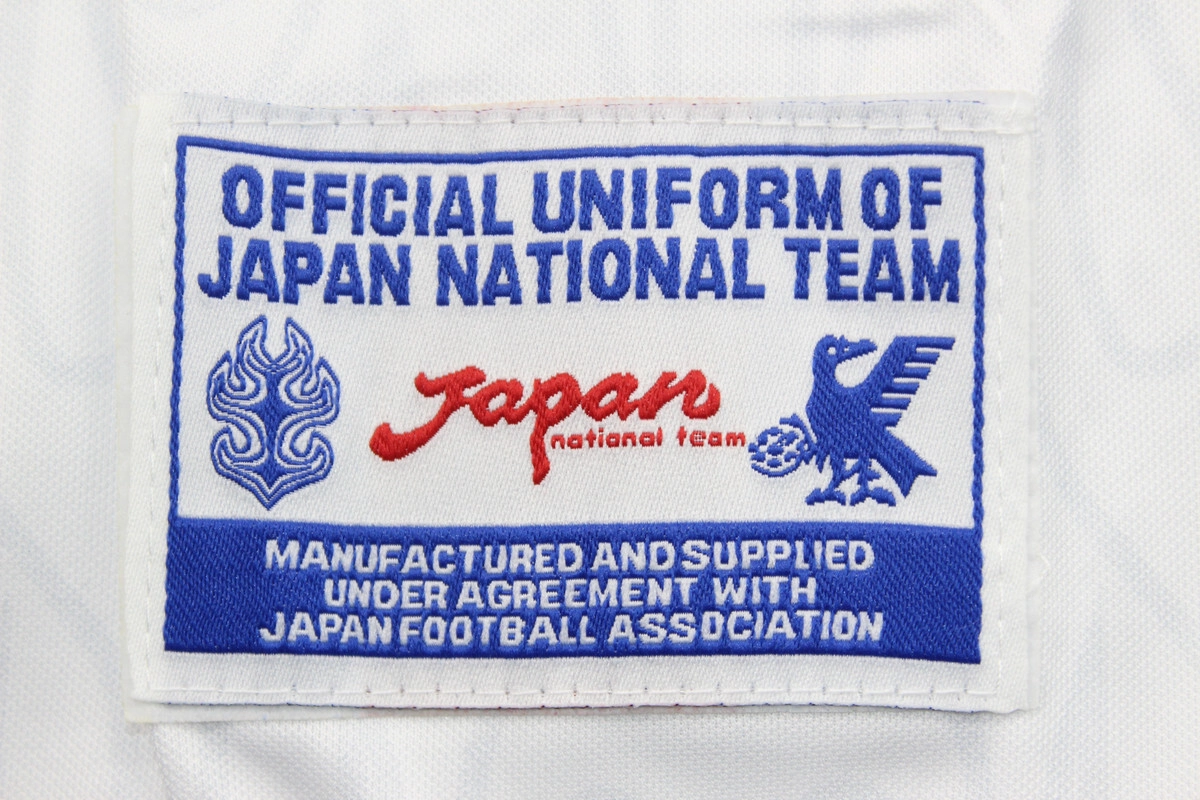 OFFICIAL UNIFORM OF
JAPAN NATIONAL TEAM
Japan
national team
MANUFACTURED AND SUPPLIED
UNDER AGREEMENT WITH
JAPAN FOOTBALL ASSOCIATION